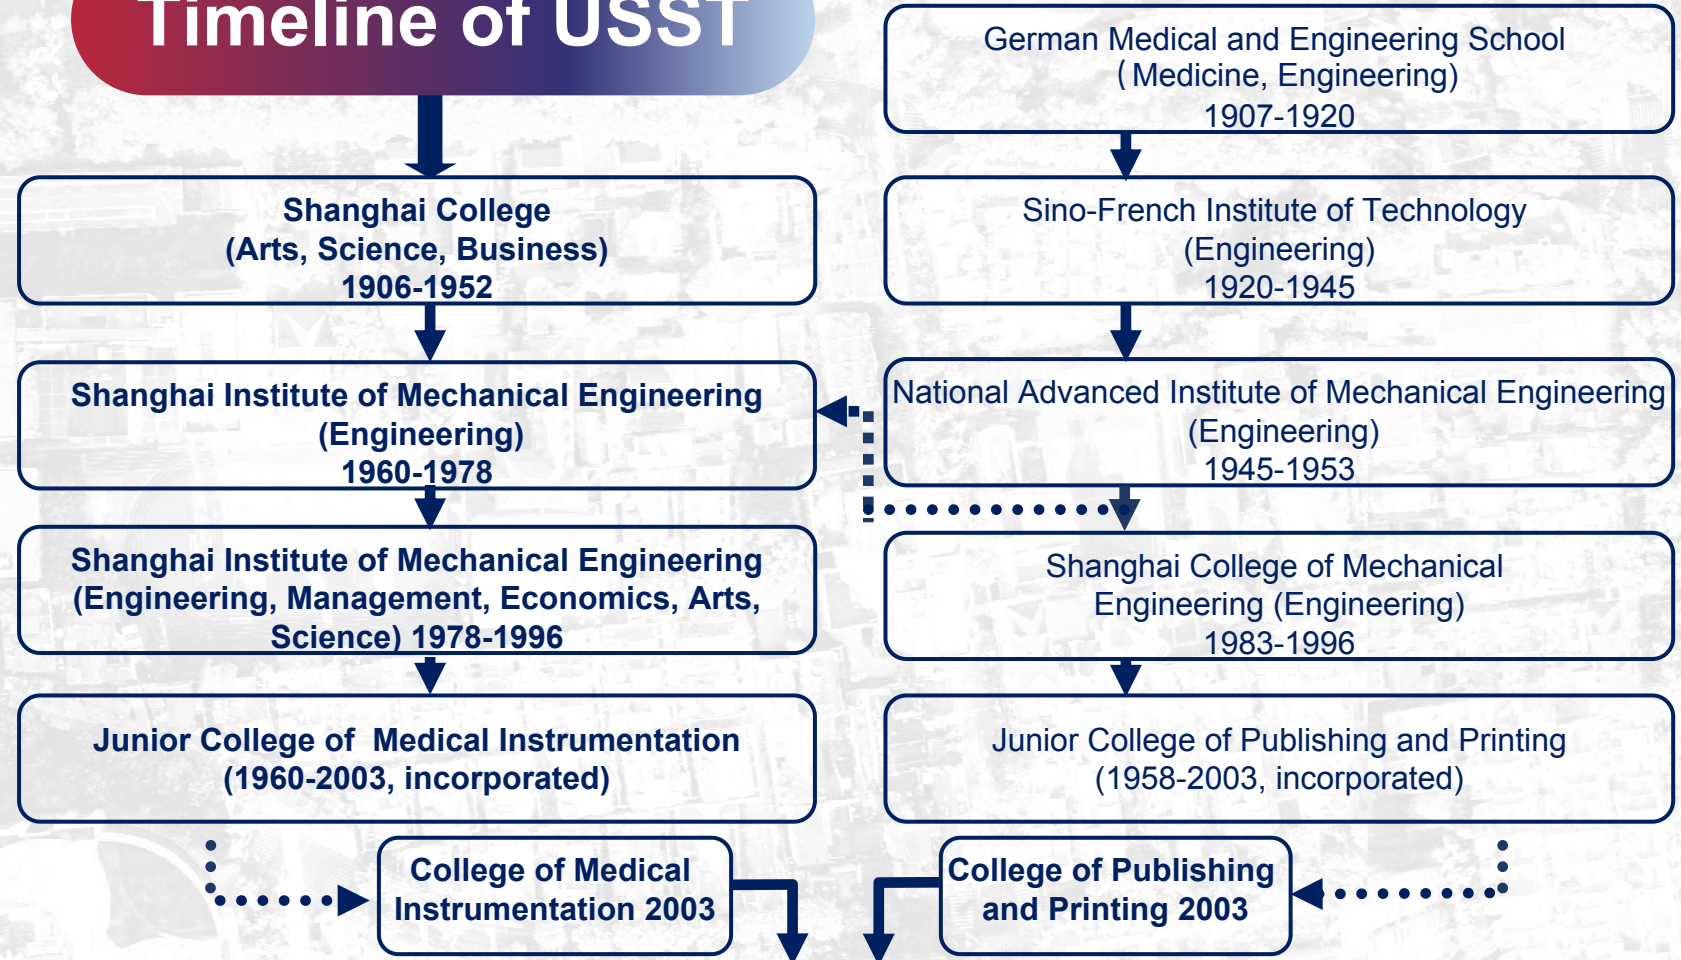 Timeline of USST
Shanghai College
(Arts, Science, Business)
1906-1952
Shanghai Institute of Mechanical Engineering
(Engineering)
1960-1978
Shanghai Institute of Mechanical Engineering
(Engineering, Management, Economics, Arts,
Science) 1978-1996
Junior College of Medical Instrumentation
(1960-2003, incorporated)
College of Medical
Instrumentation 2003
German Medical and Engineering School
(Medicine, Engineering)
1907-1920
Sino-French Institute of Technology
(Engineering)
1920-1945
National Advanced Institute of Mechanical Engineering
(Engineering)
1945-1953
Shanghai College of Mechanical
Engineering (Engineering)
1983-1996
Junior College of Publishing and Printing
(1958-2003, incorporated)
College of Publishing
and Printing 2003